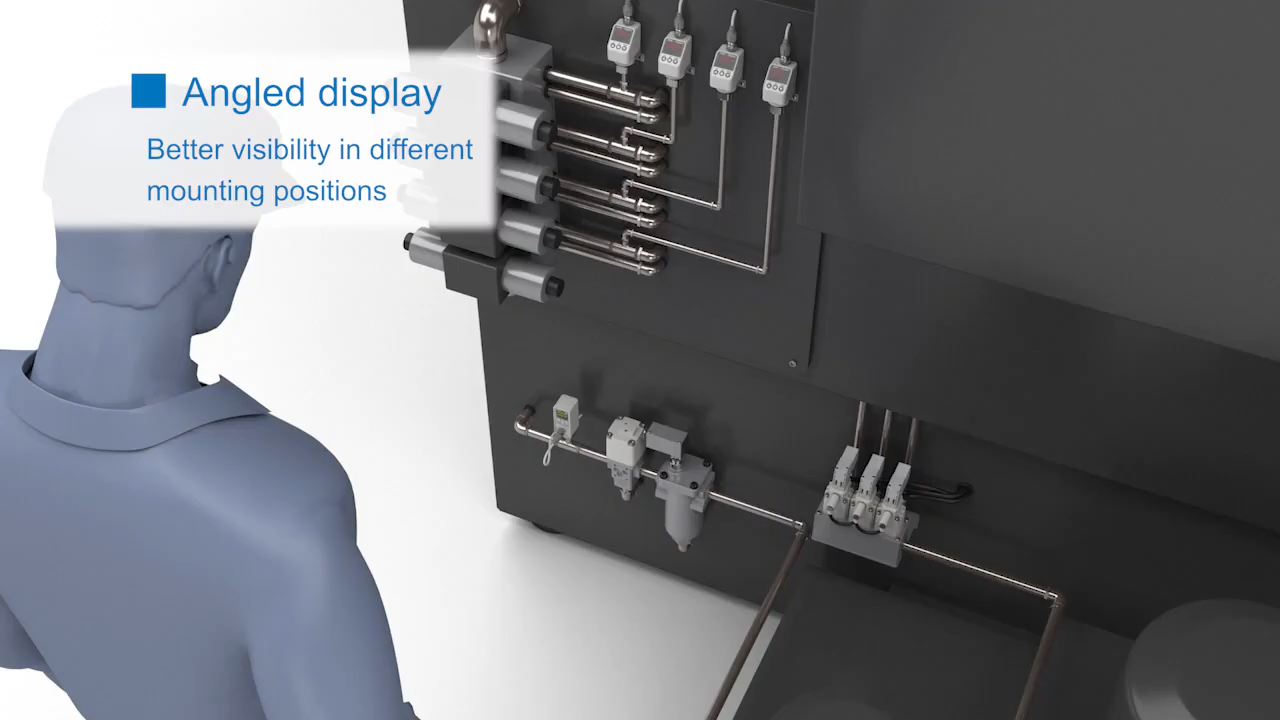 Angled display
Better visibility in different
mounting positions